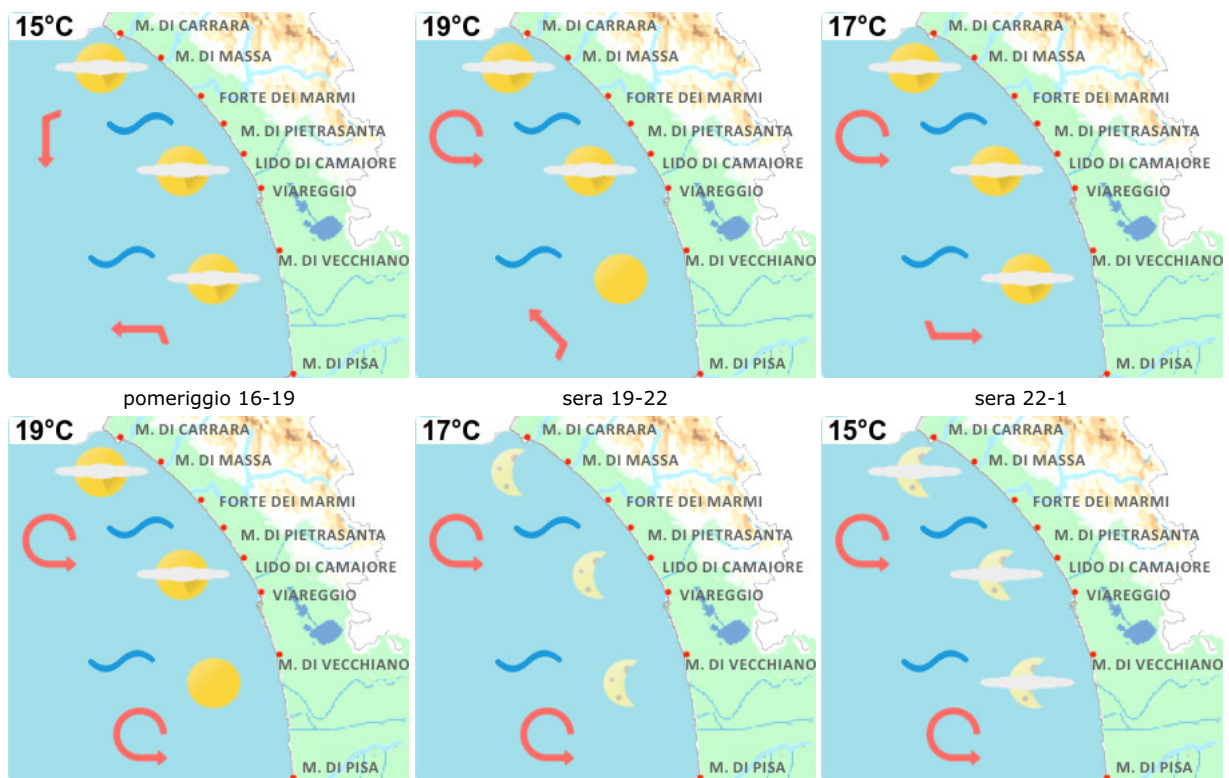 15°C
M. DI CARRARA
M. DI MASSA
FORTE DEI MARMI
M. DI PIETRASANTA
LIDO DI CAMAIORE
VIAREGGIO
M. DI VECCHIANO
M. DI PISA
19°C
M. DI CARRARA
M. DI MASSA
FORTE DEI MARMI
M. DI PIETRASANTA
LIDO DI CAMAIORE
VIAREGGIO
M. DI VECCHIANO
M. DI PISA
17°C
M. DI CARRARA
M. DI MASSA
FORTE DEI MARMI
M. DI PIETRASANTA
LIDO DI CAMAIORE
VIAREGGIO
M. DI VECCHIANO
M. DI PISA
pomeriggio 16-19
sera 19-22
sera 22-1
19°C
M. DI CARRARA
M. DI MASSA
FORTE DEI MARMI
M. DI PIETRASANTA
LIDO DI CAMAIORE
VIAREGGIO
M. DI VECCHIANO
M. DI PISA
17°C
M. DI CARRARA
M. DI MASSA
FORTE DEI MARMI
M. DI PIETRASANTA
LIDO DI CAMAIORE
VIAREGGIO
M. DI VECCHIANO
M. DI PISA
15°C
M. DI CARRARA
M. DI MASSA
FORTE DEI MARMI
M. DI PIETRASANTA
LIDO DI CAMAIORE
VIAREGGIO
M. DI VECCHIANO
M. DI PISA